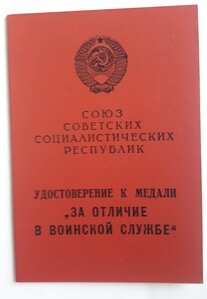 СОЮЗ
СОВЕТСКИХ
СОЦИАЛИСТИЧЕСКИХ
РЕСПУБЛИК
УДОСТОВЕРЕНИЕ К МЕДАЛИ
„ЗА ОТЛИЧИЕ
В ВОИНСКОЙ СЛУЖБЕ“